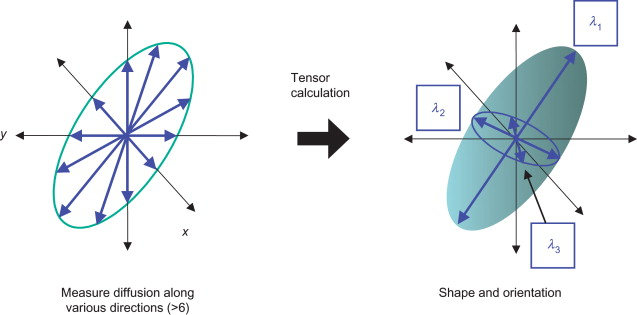 λ1
Tensor
calculation
λ2
y
x
λ3
Measure diffusion along
various directions (>6)
Shape and orientation